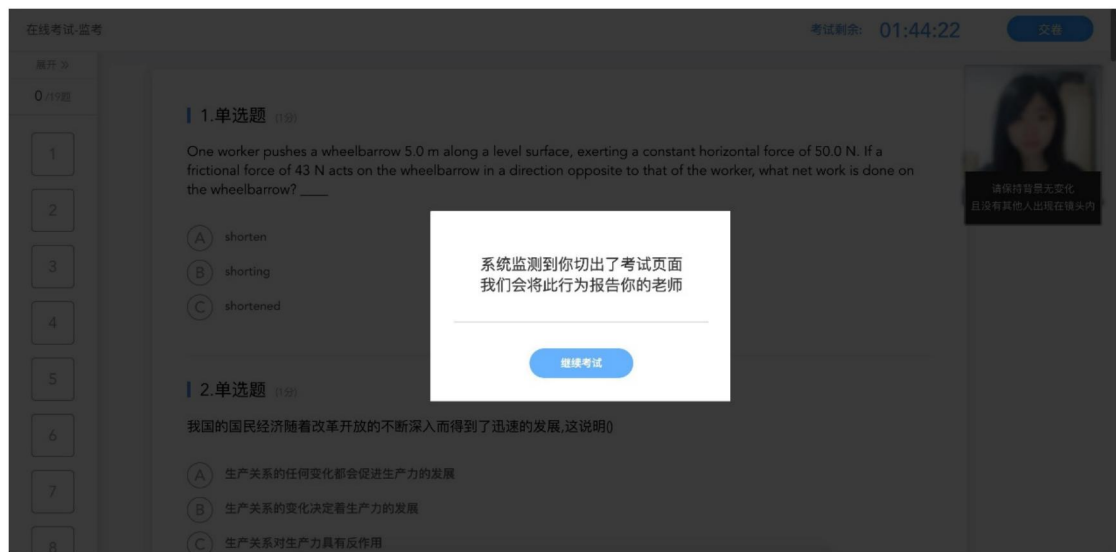 在线考试-监考
考试剩余: 01:44:22
交卷
展开
0/19题
1
2
3
4
5
6
7
8
1.单选题 (1分)
One worker pushes a wheelbarrow 5.0 m along a level surface, exerting a constant horizontal force of 50.0 N. If a
frictional force of 43 N acts on the wheelbarrow in a direction opposite to that of the worker, what net work is done on
the wheelbarrow? ____
A shorten
B shorting
C shortened
2.单选题 (1分)
我国的国民经济随着改革开放的不断深入而得到了迅速的发展,这说明()
A 生产关系的任何变化都会促进生产力的发展
B 生产关系的变化决定着生产力的发展
C 生产关系对生产力具有反作用
请保持背景无变化
且没有其他人出现在镜头内
系统监测到你切出了考试页面
我们会将此行为报告你的老师
继续考试